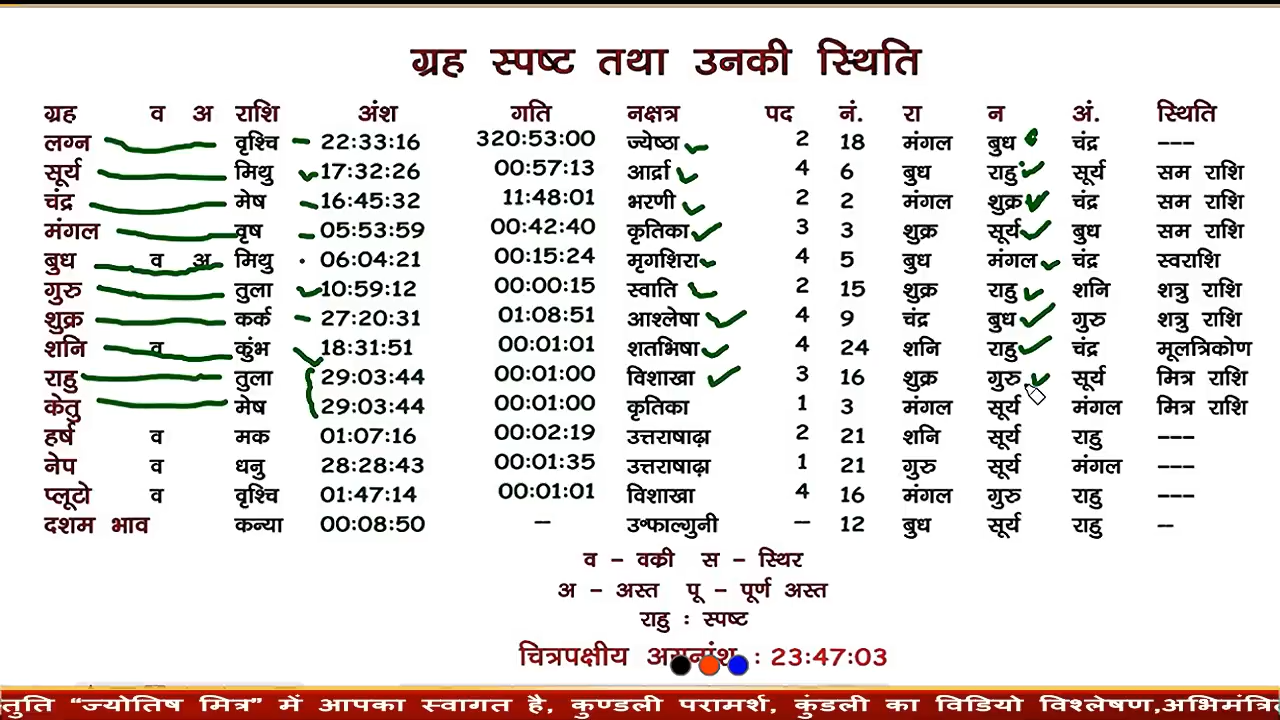 ग्रह स्पष्ट तथा उनकी स्थिति
ग्रह व अ राशि अंश गति नक्षत्र पद नं. रा न अं. स्थिति
लग्न वृश्चि 22:33:16 320:53:00 ज्येष्ठा 2 18 मंगल बुध चंद्र ---
सूर्य मिथु 17:32:26 00:57:13 आर्द्रा 4 6 बुध राहु सूर्य सम राशि
चंद्र मेष 16:45:32 11:48:01 भरणी 2 2 मंगल शुक्र चंद्र सम राशि
मंगल वृष 05:53:59 00:42:40 कृतिका 3 3 शुक्र सूर्य बुध सम राशि
बुध व अ मिथु 06:04:21 00:15:24 मृगशिरा 4 5 बुध मंगल चंद्र स्वराशि
गुरु तुला 10:59:12 00:00:15 स्वाति 2 15 शुक्र राहु शनि शत्रु राशि
शुक्र कर्क 27:20:31 01:08:51 आश्लेषा 4 9 चंद्र बुध गुरु शत्रु राशि
शनि व कुंभ 18:31:51 00:01:01 शतभिषा 4 24 शनि राहु चंद्र मूलत्रिकोण
राहु तुला 29:03:44 00:01:00 विशाखा 3 16 शुक्र गुरु सूर्य मित्र राशि
केतु मेष 29:03:44 00:01:00 कृतिका 1 3 मंगल सूर्य मंगल मित्र राशि
हर्ष व मक 01:07:16 00:02:19 उत्तराषाढ़ा 2 21 शनि सूर्य राहु ---
नेप व धनु 28:28:43 00:01:35 उत्तराषाढ़ा 1 21 गुरु सूर्य मंगल ---
प्लूटो व वृश्चि 01:47:14 00:01:01 विशाखा 4 16 मंगल गुरु राहु ---
दशम भाव कन्या 00:08:50 -- उ॰फाल्गुनी -- 12 बुध सूर्य राहु --
व - वक्री स - स्थिर
अ - अस्त पू - पूर्ण अस्त
राहु : स्पष्ट
चित्रपक्षीय अयनांश : 23:47:03
तुति “ज्योतिष मित्र” में आपका स्वागत है, कुण्डली परामर्श, कुंडली का विडियो विश्लेषण,अभिमंत्रि